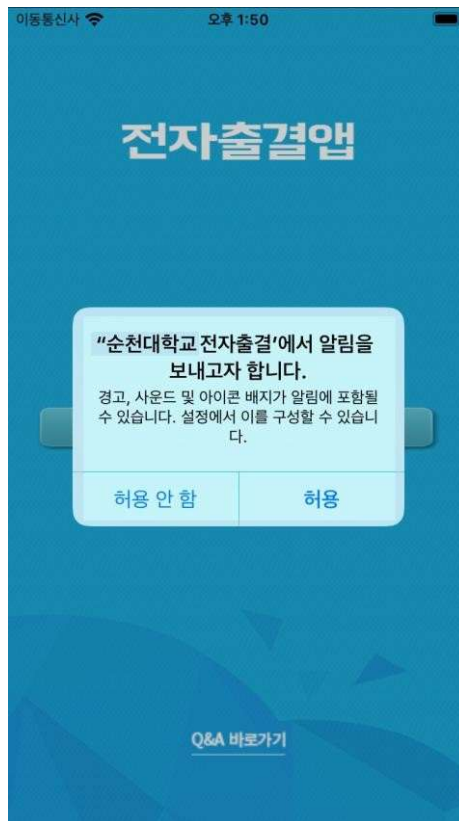 이동통신사 오후 1:50
전자출결앱
“순천대학교 전자출결’에서 알림을
보내고자 합니다.
경고, 사운드 및 아이콘 배지가 알림에 포함될
수 있습니다. 설정에서 이를 구성할 수 있습니
다.
허용 안 함 허용
Q&A 바로가기